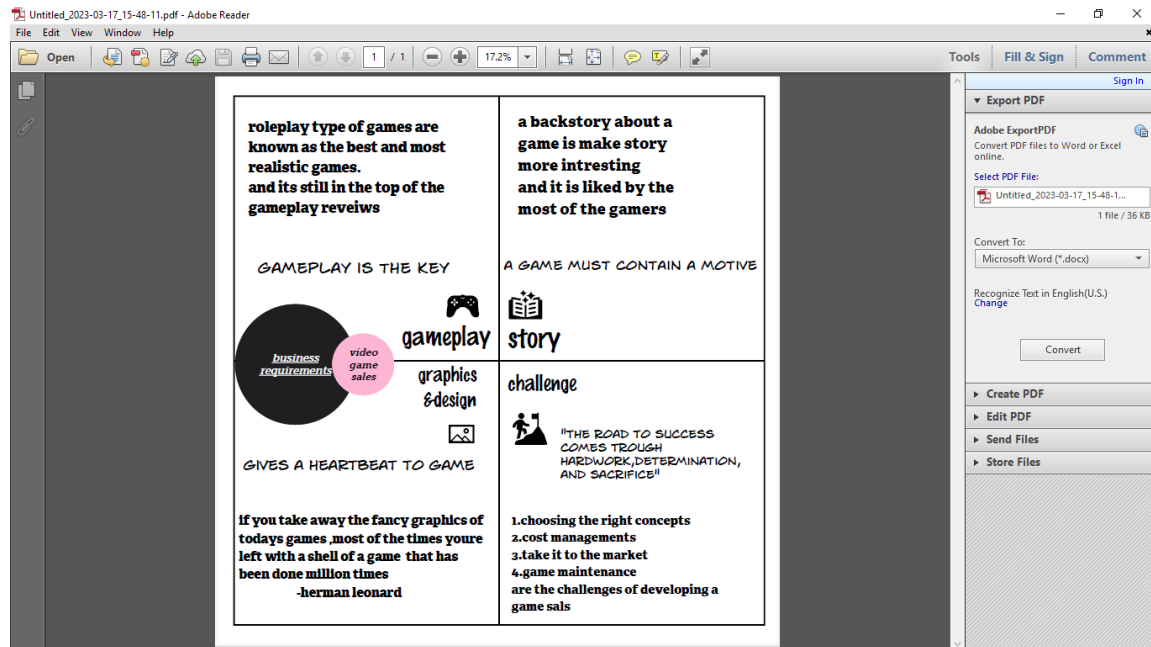 Untitled_2023-03-17_15-48-11.pdf - Adobe Reader
File Edit View Window Help
Open 1 / 1 17.2% Tools Fill & Sign Comment
Sign In
Export PDF
Adobe ExportPDF
Convert PDF files to Word or Excel
online.
Select PDF File:
Untitled_2023-03-17_15-48-1...
1 file / 36 KB
Convert To:
Microsoft Word (*.docx)
Recognize Text in English(U.S.)
Change
Convert
Create PDF
Edit PDF
Send Files
Store Files
roleplay type of games are
known as the best and most
realistic games.
and its still in the top of the
gameplay reveiws
GAMEPLAY IS THE KEY
gameplay
a backstory about a
game is make story
more intresting
and it is liked by the
most of the gamers
A GAME MUST CONTAIN A MOTIVE
story
business
requirements
video
game
sales
graphics
&design
GIVES A HEARTBEAT TO GAME
if you take away the fancy graphics of
todays games ,most of the times youre
left with a shell of a game that has
been done million times
-herman leonard
challenge
"THE ROAD TO SUCCESS
COMES TROUGH
HARDWORK,DETERMINATION,
AND SACRIFICE"
1.choosing the right concepts
2.cost managements
3.take it to the market
4.game maintenance
are the challenges of developing a
game sals